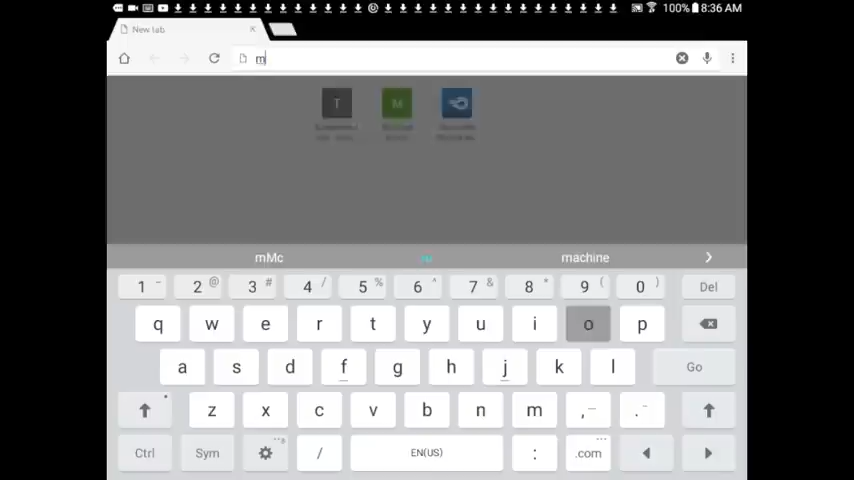 100% 8:36 AM
New tab
m
T M
mMc machine
1 - 2 @ 3 # 4 / 5 % 6 ^ 7 & 8 * 9 ( 0 ) Del
q w e r t y u i o p
a s d f g h j k l Go
z x c v b n m , .
Ctrl Sym / EN(US) : .com